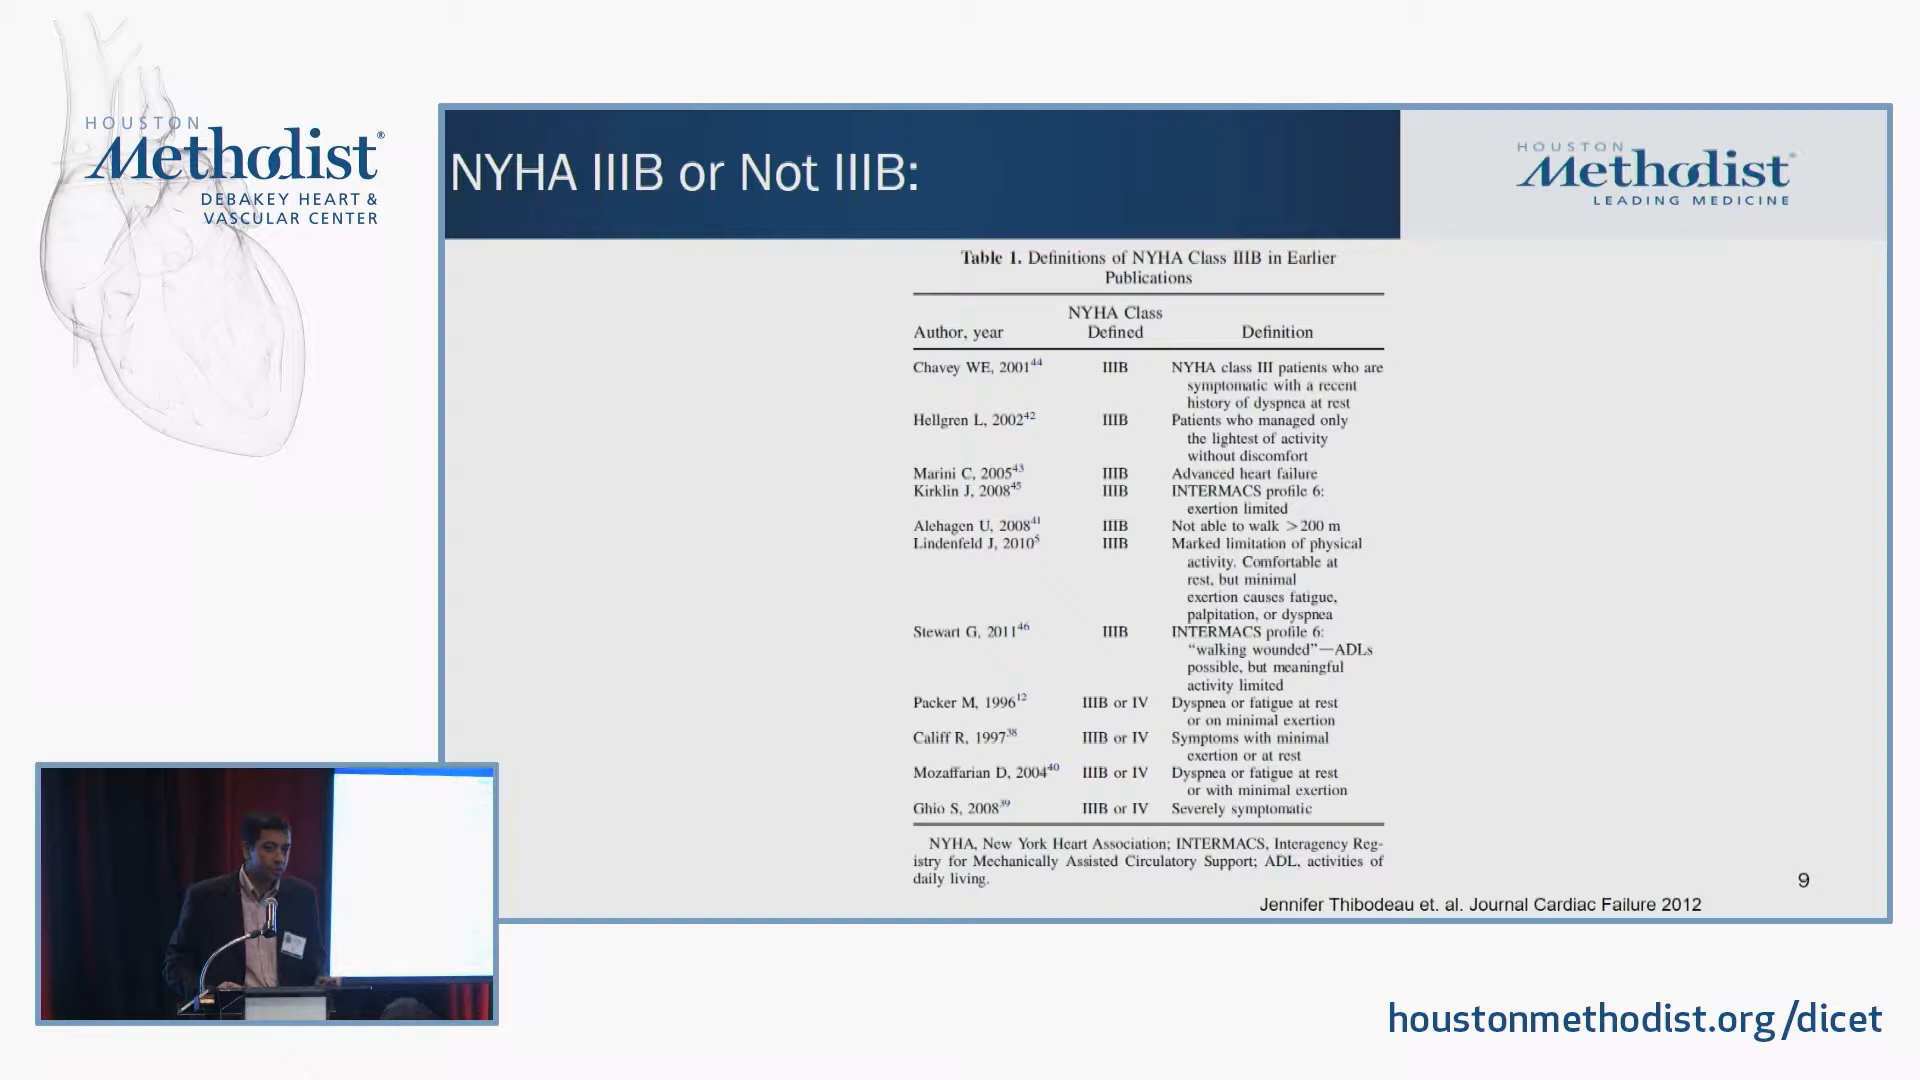 HOUSTON
Methodist®
DEBAKEY HEART &
VASCULAR CENTER
NYHA IIIB or Not IIIB:
HOUSTON
Methodist®
LEADING MEDICINE
Table 1. Definitions of NYHA Class IIIB in Earlier
Publications
NYHA Class
Author, year Defined Definition
Chavey WE, 2001⁴⁴ IIIB NYHA class III patients who are
symptomatic with a recent
history of dyspnea at rest
Hellgren L, 2002⁴² IIIB Patients who managed only
the lightest of activity
without discomfort
Marini C, 2005⁴³ IIIB Advanced heart failure
Kirklin J, 2008⁴⁵ IIIB INTERMACS profile 6:
exertion limited
Alehagen U, 2008⁴¹ IIIB Not able to walk >200 m
Lindenfeld J, 2010⁵ IIIB Marked limitation of physical
activity. Comfortable at
rest, but minimal
exertion causes fatigue,
palpitation, or dyspnea
Stewart G, 2011⁴⁶ IIIB INTERMACS profile 6:
“walking wounded”—ADLs
possible, but meaningful
activity limited
Packer M, 1996¹² IIIB or IV Dyspnea or fatigue at rest
or on minimal exertion
Califf R, 1997³⁸ IIIB or IV Symptoms with minimal
exertion or at rest
Mozaffarian D, 2004⁴⁰ IIIB or IV Dyspnea or fatigue at rest
or with minimal exertion
Ghio S, 2008³⁹ IIIB or IV Severely symptomatic
NYHA, New York Heart Association; INTERMACS, Interagency Reg-
istry for Mechanically Assisted Circulatory Support; ADL, activities of
daily living.
9
Jennifer Thibodeau et. al. Journal Cardiac Failure 2012
houstonmethodist.org/dicet